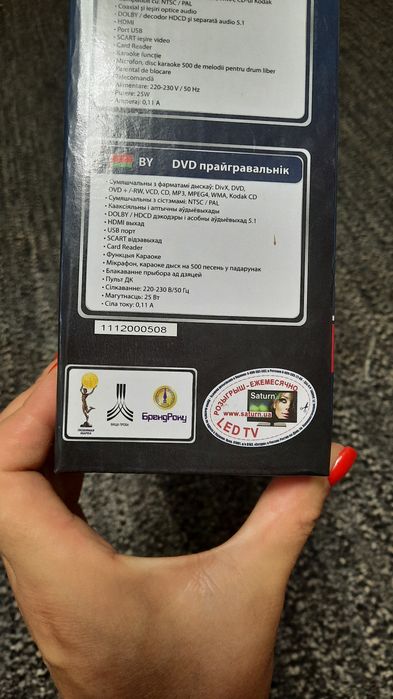 compatibil cu: NTSC / PAL
• Coaxial şi ieşiri optice audio
• DOLBY / decodor HDCD şi separată audio 5.1
• HDMI
• Port USB
• SCART ieşire video
• Card Reader
• Karaoke funcţie
• Microfon, disc karaoke 500 de melodii pentru drum liber
Parental de blocare
Telecomandă
Alimentare: 220-230 V / 50 Hz
Putere: 25W
Amperaj: 0,11 A
BY DVD прайгравальнік
• Сумяшчальны з фарматамі дыскаў: DivX, DVD,
DVD + / -RW, VCD, CD, MP3, MPEG4, WMA, Kodak CD
• Сумяшчальны з сістэмамі: NTSC / PAL
• Кааксіяльны і аптычны аўдыёвыхады
• DOLBY / HDCD дэкодэры і асобны аўдыёвыхад 5.1
• HDMI выхад
• USB порт
• SCART відэавыхад
• Card Reader
• Функцыя Караоке
• Мікрафон, караоке дыск на 500 песень у падарунак
• Блакаванне прыбора ад дзяцей
• Пульт ДК
• Сілкаванне: 220-230 В/50 Гц
• Магутнасць: 25 Вт
• Сіла току: 0,11 А
1112000508
ВАША ПРОБА
БрендРоку
РОЗЫГРЫШ - ЕЖЕМЕСЯЧНО
Saturn
www.saturn.ua
LED TV